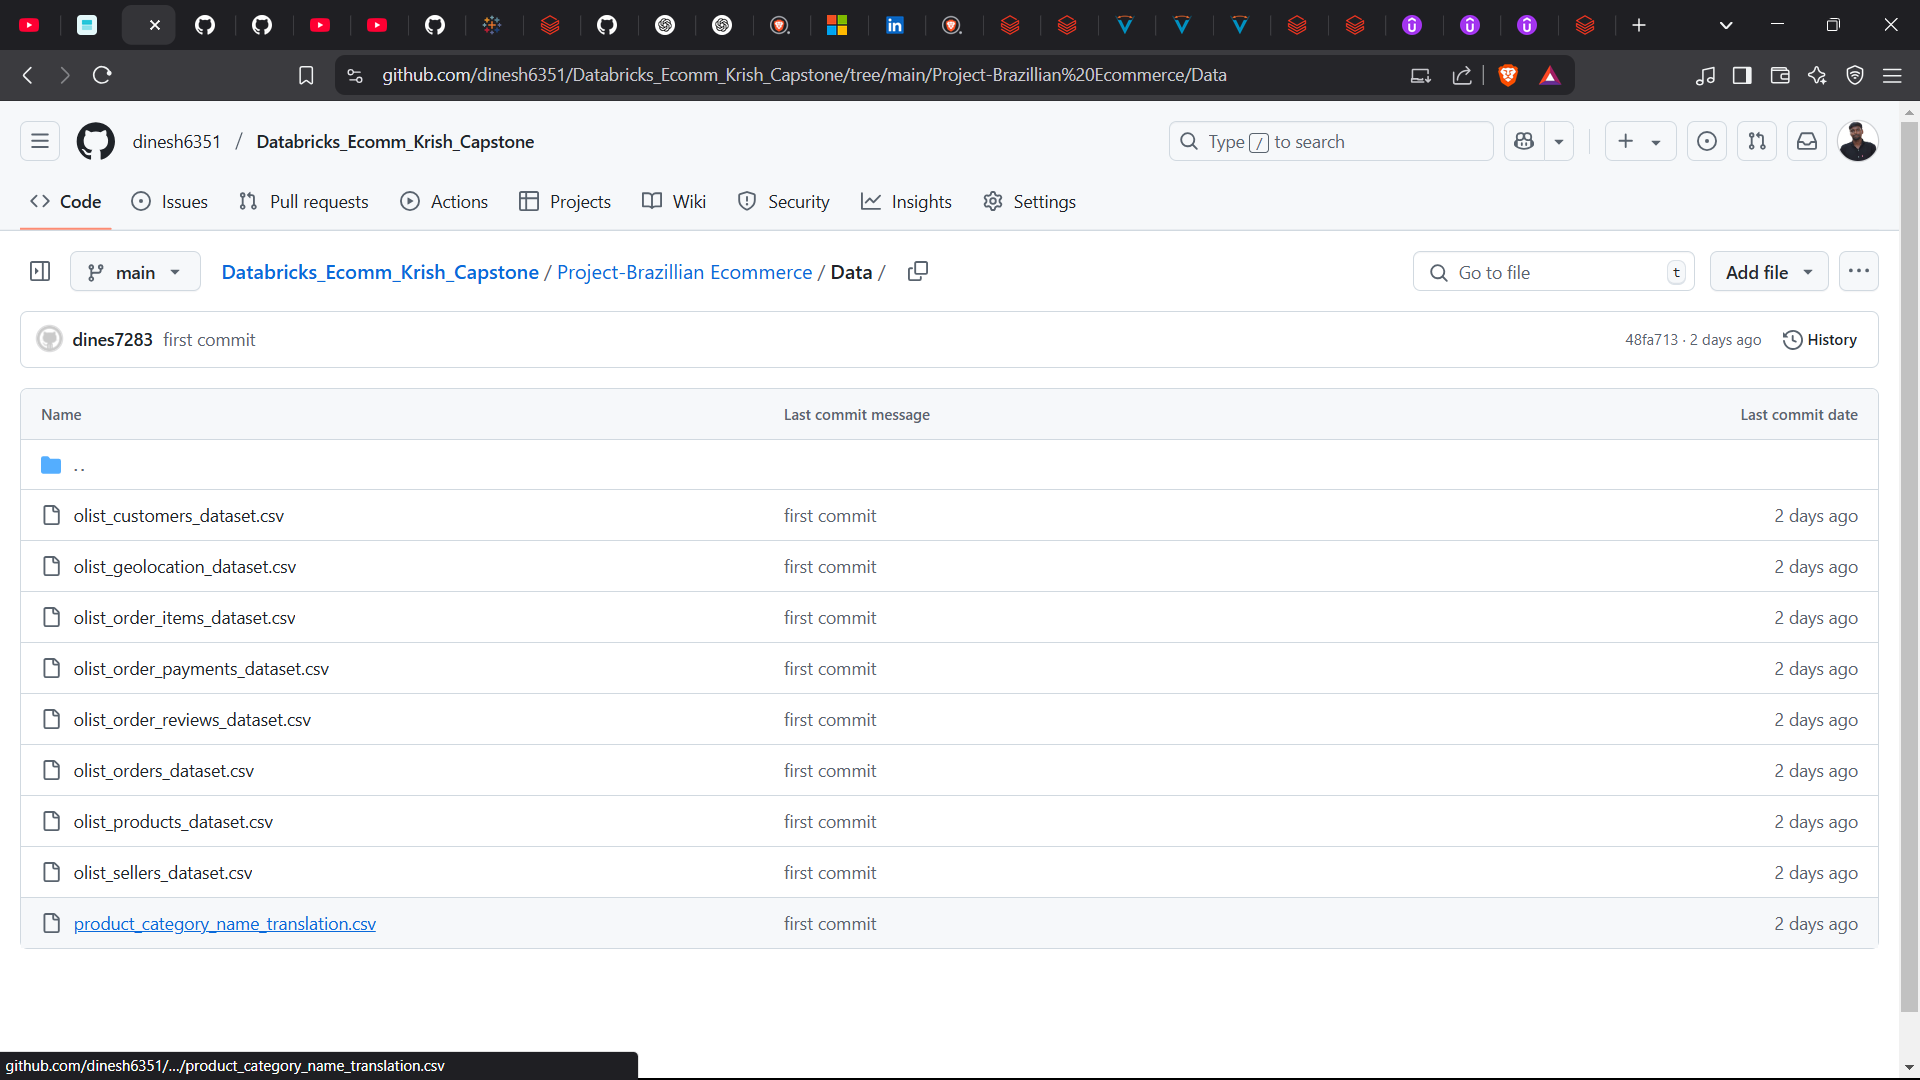 github.com/dinesh6351/Databricks_Ecomm_Krish_Capstone/tree/main/Project-Brazillian%20Ecommerce/Data
dinesh6351 / Databricks_Ecomm_Krish_Capstone
Type / to search
Code Issues Pull requests Actions Projects Wiki Security Insights Settings
main Databricks_Ecomm_Krish_Capstone / Project-Brazillian Ecommerce / Data /
Go to file t Add file
dines7283 first commit 48fa713 · 2 days ago History
Name Last commit message Last commit date
..
olist_customers_dataset.csv first commit 2 days ago
olist_geolocation_dataset.csv first commit 2 days ago
olist_order_items_dataset.csv first commit 2 days ago
olist_order_payments_dataset.csv first commit 2 days ago
olist_order_reviews_dataset.csv first commit 2 days ago
olist_orders_dataset.csv first commit 2 days ago
olist_products_dataset.csv first commit 2 days ago
olist_sellers_dataset.csv first commit 2 days ago
product_category_name_translation.csv first commit 2 days ago
github.com/dinesh6351/.../product_category_name_translation.csv